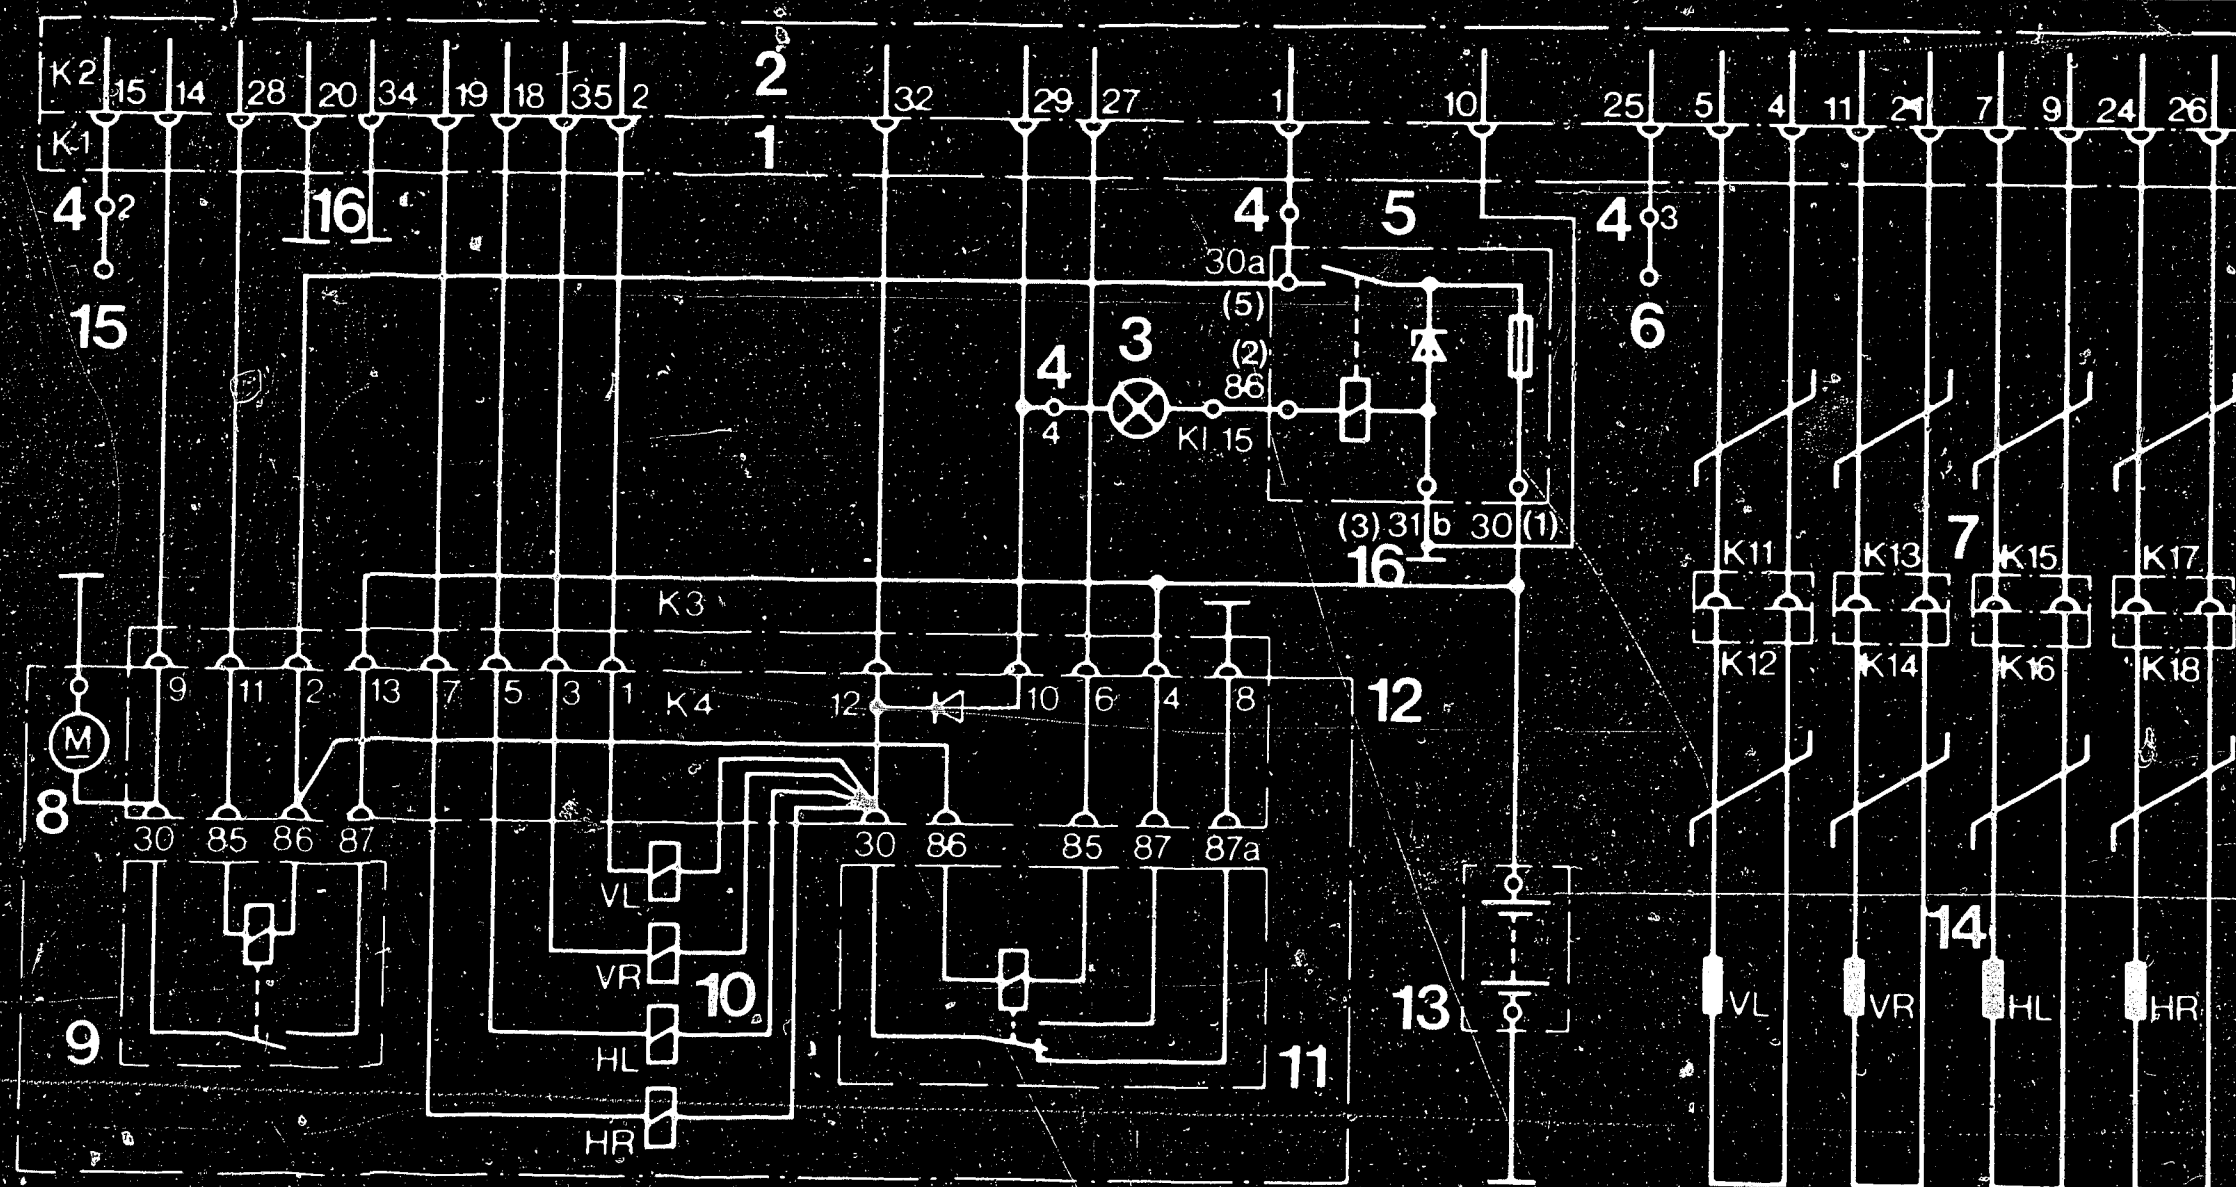 2
K2 15 14 28 20 34 19 18 35 2 32 29 27 1 10 25 5 4 11 21 7 9 24 26
K1 1
4 2 16 4 5 4 3
30a
(5)
15 3 6
(2)
4 86
4 Kl.15
(3) 31 b 30 (1)
16 7
K11 K13 K15 K17
K3
K12 K14 K16 K18
9 11 2 13 7 5 3 1 K4 12 10 6 4 8 12
M
8
30 85 86 87 30 86 85 87 87a
VL
14
VR 10
13 VL VR HL HR
9 HL 11
HR